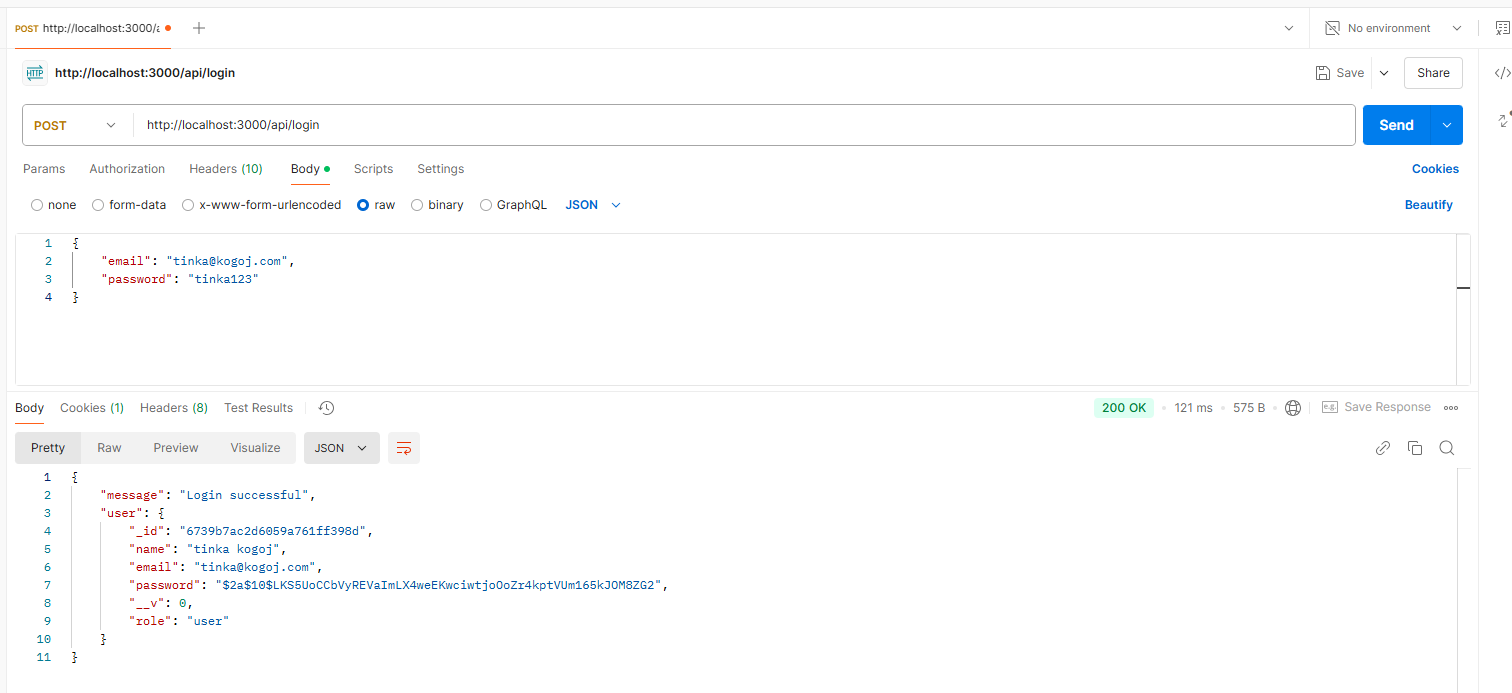 POST http://localhost:3000/a
No environment
HTTP http://localhost:3000/api/login
Save
Share
POST
http://localhost:3000/api/login
Send
Params
Authorization
Headers (10)
Body
Scripts
Settings
Cookies
none
form-data
x-www-form-urlencoded
raw
binary
GraphQL
JSON
Beautify
1 {
2 "email": "tinka@kogoj.com",
3 "password": "tinka123"
4 }
Body
Cookies (1)
Headers (8)
Test Results
200 OK
121 ms
575 B
e.g.
Save Response
Pretty
Raw
Preview
Visualize
JSON
1 {
2 "message": "Login successful",
3 "user": {
4 "_id": "6739b7ac2d6059a761ff398d",
5 "name": "tinka kogoj",
6 "email": "tinka@kogoj.com",
7 "password": "$2a$10$LKS5UoCCbVyREVaImLX4weEKwciwtjoOoZr4kptVUm165kJOM8ZG2",
8 "__v": 0,
9 "role": "user"
10 }
11 }